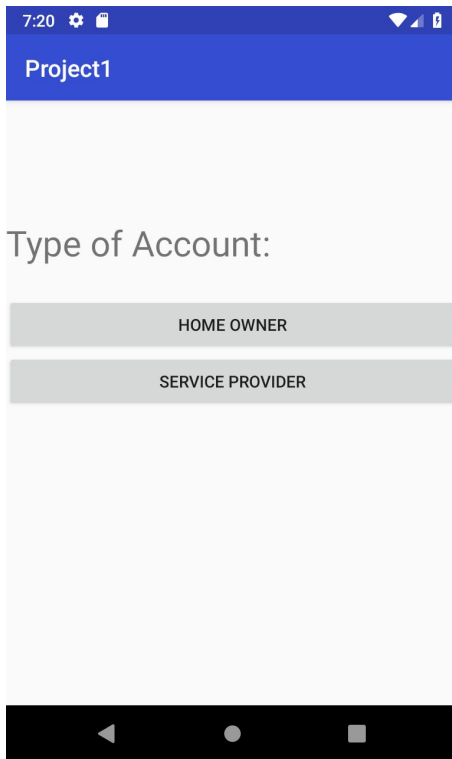 7:20
Project1
Type of Account:
HOME OWNER
SERVICE PROVIDER